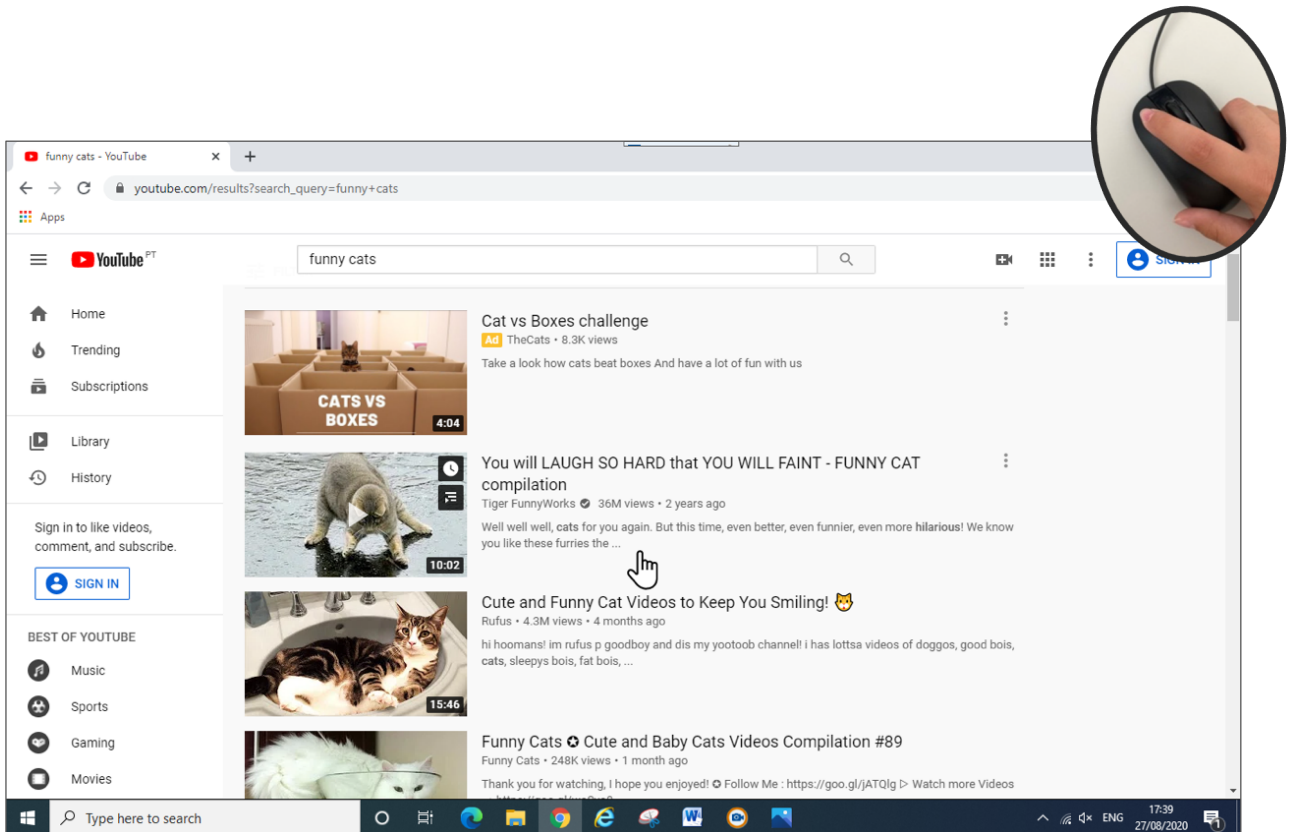 funny cats - YouTube
youtube.com/results?search_query=funny+cats
Apps
YouTube PT
funny cats
SIGN IN
Home
Trending
Subscriptions
Library
History
Sign in to like videos,
comment, and subscribe.
SIGN IN
BEST OF YOUTUBE
Music
Sports
Gaming
Movies
CATS VS
BOXES
4:04
Cat vs Boxes challenge
Ad TheCats • 8.3K views
Take a look how cats beat boxes And have a lot of fun with us
10:02
You will LAUGH SO HARD that YOU WILL FAINT - FUNNY CAT
compilation
Tiger FunnyWorks 36M views • 2 years ago
Well well well, cats for you again. But this time, even better, even funnier, even more hilarious! We know
you like these furries the ...
15:46
Cute and Funny Cat Videos to Keep You Smiling! 🐱
Rufus • 4.3M views • 4 months ago
hi hoomans! im rufus p goodboy and dis my yootoob channel! i has lottsa videos of doggos, good bois,
cats, sleepys bois, fat bois, ...
Funny Cats ✪ Cute and Baby Cats Videos Compilation #89
Funny Cats • 248K views • 1 month ago
Thank you for watching, I hope you enjoyed! ✪ Follow Me : https://goo.gl/jATQlg ▷ Watch more Videos
Type here to search
ENG
17:39
27/08/2020